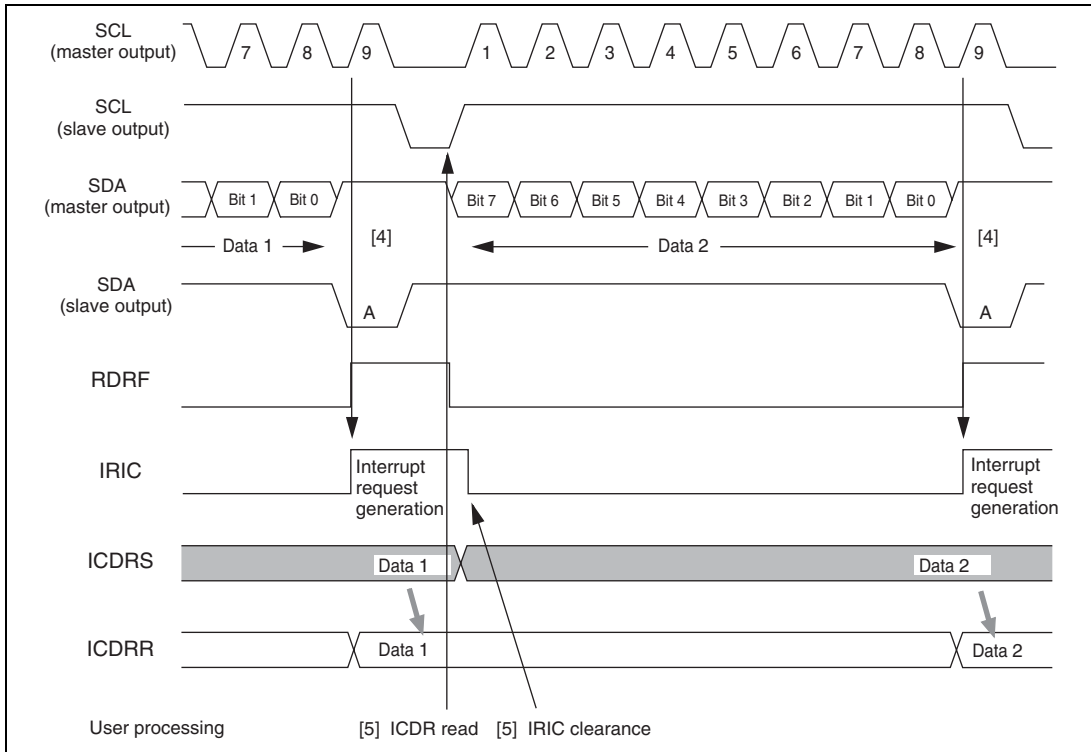 SCL
(master output)
7 8 9 1 2 3 4 5 6 7 8 9
SCL
(slave output)
SDA
(master output)
Bit 1 Bit 0 Bit 7 Bit 6 Bit 5 Bit 4 Bit 3 Bit 2 Bit 1 Bit 0
Data 1 [4] Data 2 [4]
SDA
(slave output)
A A
RDRF
IRIC
Interrupt
request
generation
Interrupt
request
generation
ICDRS
Data 1 Data 2
ICDRR
Data 1 Data 2
User processing [5] ICDR read [5] IRIC clearance